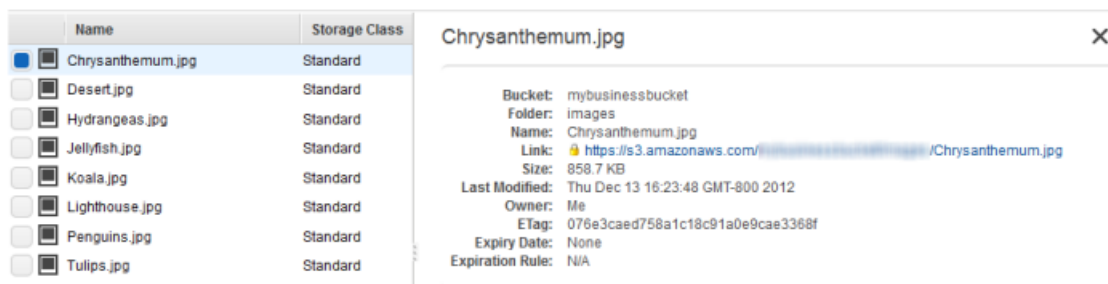 Name Storage Class
Chrysanthemum.jpg Standard
Desert.jpg Standard
Hydrangeas.jpg Standard
Jellyfish.jpg Standard
Koala.jpg Standard
Lighthouse.jpg Standard
Penguins.jpg Standard
Tulips.jpg Standard
Chrysanthemum.jpg
Bucket: mybusinessbucket
Folder: images
Name: Chrysanthemum.jpg
Link: https://s3.amazonaws.com/ /Chrysanthemum.jpg
Size: 858.7 KB
Last Modified: Thu Dec 13 16:23:48 GMT-800 2012
Owner: Me
ETag: 076e3caed758a1c18c91a0e9cae3368f
Expiry Date: None
Expiration Rule: N/A